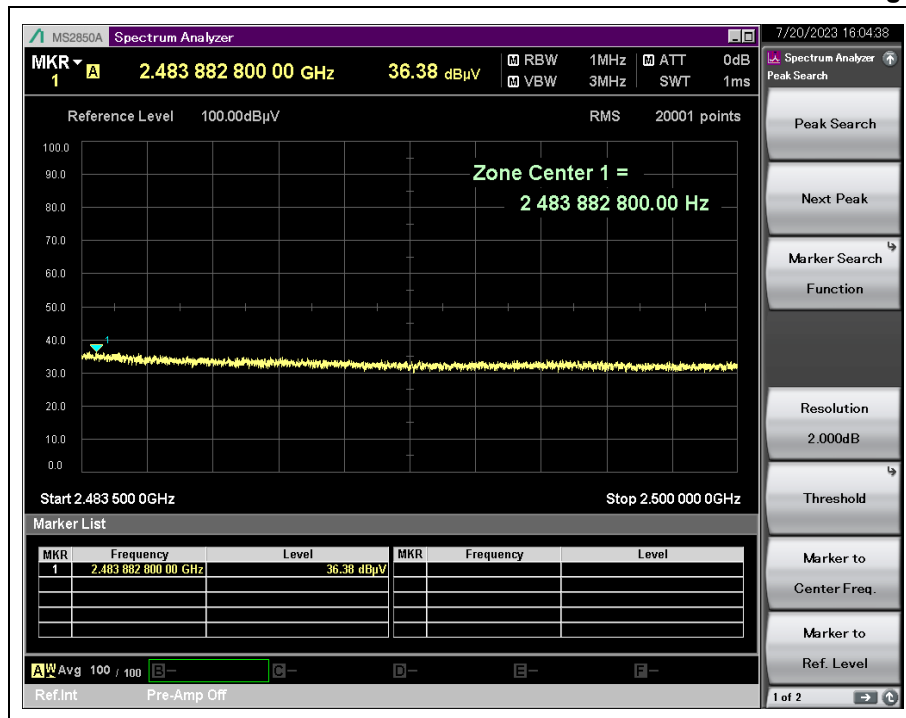 MS2850A Spectrum Analyzer
7/20/2023 16:04:38
MKR 1 A 2.483 882 800 00 GHz 36.38 dBµV
M RBW 1MHz M ATT 0dB
M VBW 3MHz SWT 1ms
Reference Level 100.00dBµV RMS 20001 points
100.0
90.0
80.0
70.0
60.0
50.0
40.0
30.0
20.0
10.0
0.0
Zone Center 1 =
2 483 882 800.00 Hz
1
Start 2.483 500 0GHz Stop 2.500 000 0GHz
Marker List
MKR Frequency Level MKR Frequency Level
1 2.483 882 800 00 GHz 36.38 dBµV
A W Avg 100 / 100 B— C— D— E— F—
Ref.Int Pre-Amp Off
Spectrum Analyzer
Peak Search
Peak Search
Next Peak
Marker Search
Function
Resolution
2.000dB
Threshold
Marker to
Center Freq.
Marker to
Ref. Level
1 of 2